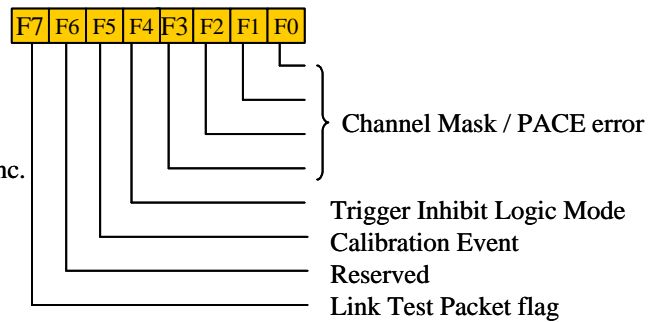 F7 F6 F5 F4 F3 F2 F1 F0
Channel Mask / PACE error
nc.
Trigger Inhibit Logic Mode
Calibration Event
Reserved
Link Test Packet flag